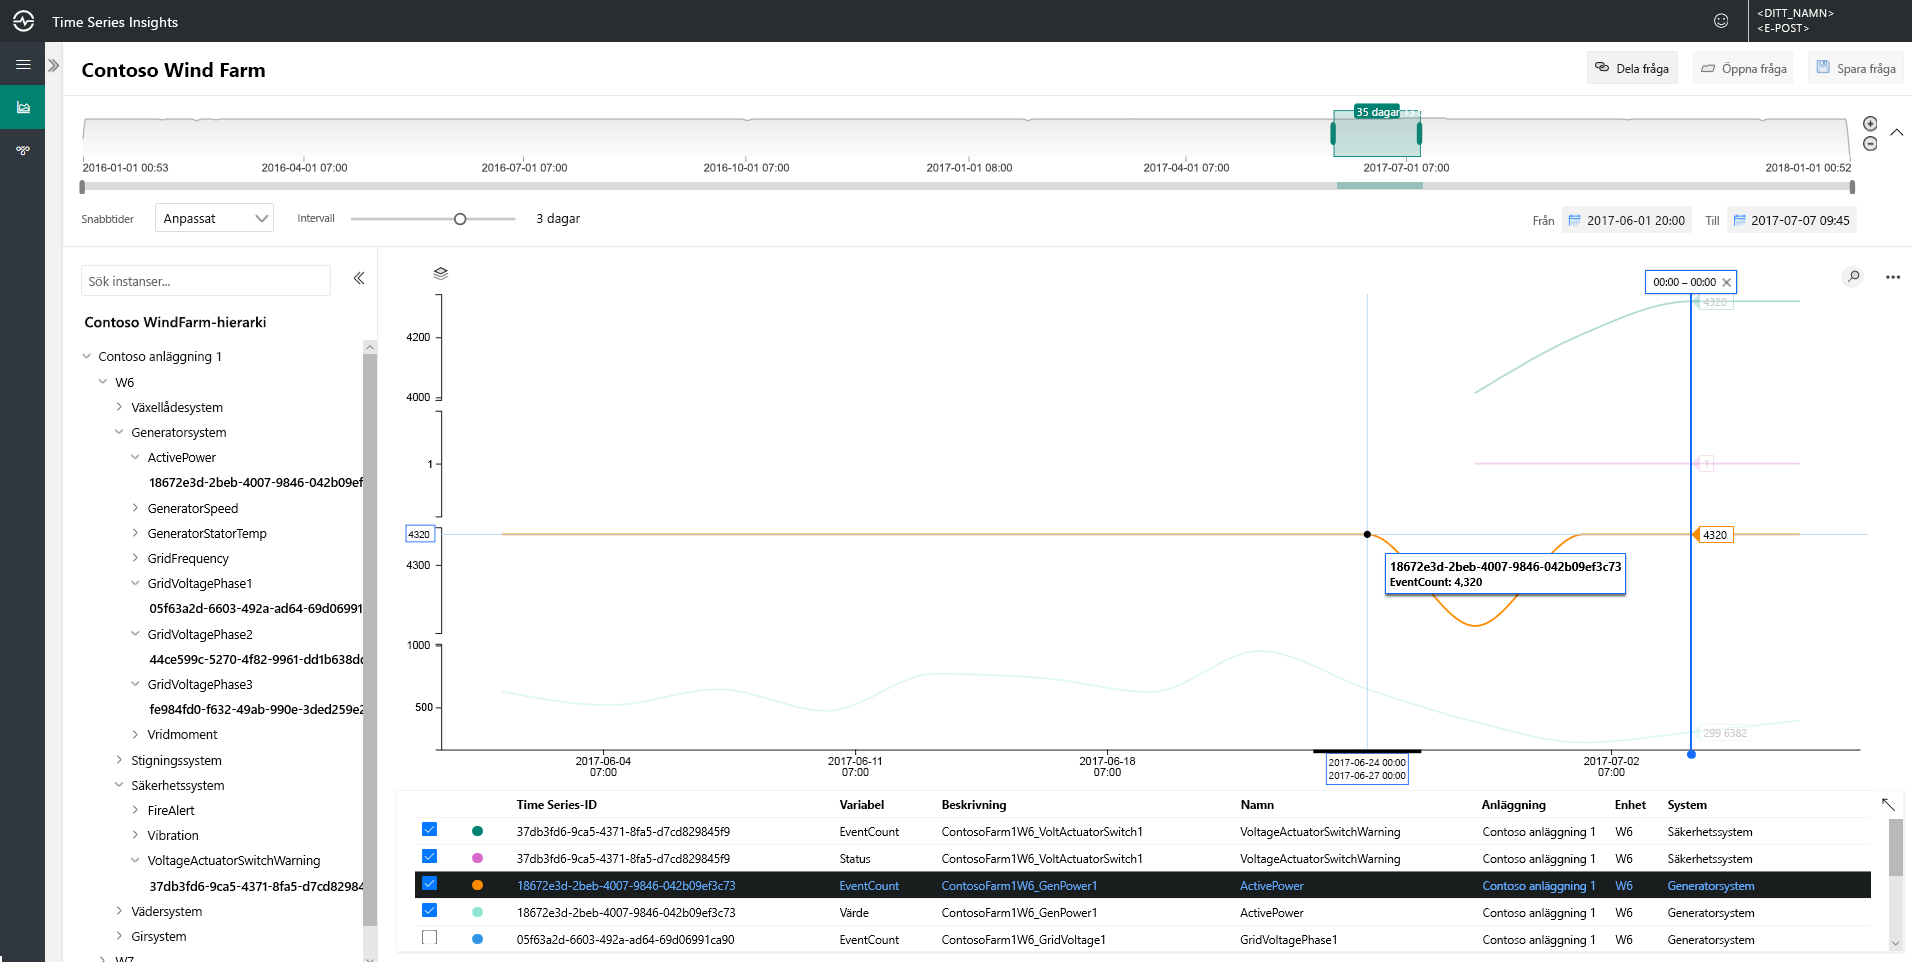 Time Series Insights
<DITT_NAMN>
<E-POST>
Contoso Wind Farm
Dela fråga
Öppna fråga
Spara fråga
35 dagar
2016-01-01 00:53
2016-04-01 07:00
2016-07-01 07:00
2016-10-01 07:00
2017-01-01 08:00
2017-04-01 07:00
2017-07-01 07:00
2018-01-01 00:52
Snabbtider
Anpassat
Intervall
3 dagar
Från
2017-06-01 20:00
Till
2017-07-07 09:45
Sök instanser...
Contoso WindFarm-hierarki
Contoso anläggning 1
W6
Växellådesystem
Generatorsystem
ActivePower
18672e3d-2beb-4007-9846-042b09ef
GeneratorSpeed
GeneratorStatorTemp
GridFrequency
GridVoltagePhase1
05f63a2d-6603-492a-ad64-69d06991
GridVoltagePhase2
44ce599c-5270-4f82-9961-dd1b638dc
GridVoltagePhase3
fe984fd0-f632-49ab-990e-3ded259e2
Vridmoment
Stigningssystem
Säkerhetssystem
FireAlert
Vibration
VoltageActuatorSwitchWarning
37db3fd6-9ca5-4371-8fa5-d7cd82984
Vädersystem
Girsystem
W7
00:00 – 00:00
4320
4200
4000
1
1
4320
4320
4300
18672e3d-2beb-4007-9846-042b09ef3c73
EventCount: 4,320
1000
500
299 6382
2017-06-04
07:00
2017-06-11
07:00
2017-06-18
07:00
2017-06-24 00:00
2017-06-27 00:00
2017-07-02
07:00
Time Series-ID Variabel Beskrivning Namn Anläggning Enhet System
37db3fd6-9ca5-4371-8fa5-d7cd829845f9 EventCount ContosoFarm1W6_VoltActuatorSwitch1 VoltageActuatorSwitchWarning Contoso anläggning 1 W6 Säkerhetssystem
37db3fd6-9ca5-4371-8fa5-d7cd829845f9 Status ContosoFarm1W6_VoltActuatorSwitch1 VoltageActuatorSwitchWarning Contoso anläggning 1 W6 Säkerhetssystem
18672e3d-2beb-4007-9846-042b09ef3c73 EventCount ContosoFarm1W6_GenPower1 ActivePower Contoso anläggning 1 W6 Generatorsystem
18672e3d-2beb-4007-9846-042b09ef3c73 Värde ContosoFarm1W6_GenPower1 ActivePower Contoso anläggning 1 W6 Generatorsystem
05f63a2d-6603-492a-ad64-69d06991ca90 EventCount ContosoFarm1W6_GridVoltage1 GridVoltagePhase1 Contoso anläggning 1 W6 Generatorsystem